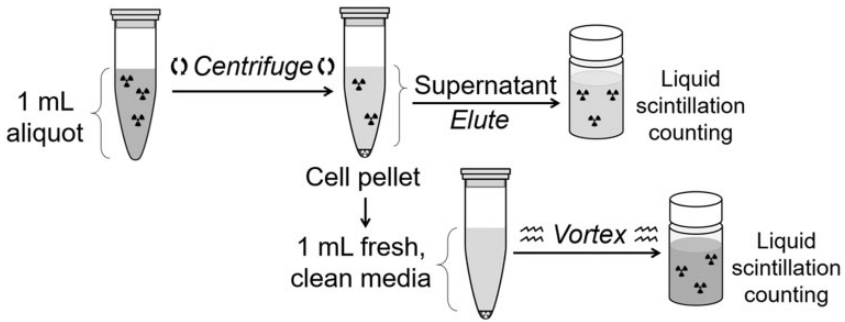 1 mL
aliquot
Centrifuge
Supernatant
Elute
Liquid
scintillation
counting
Cell pellet
1 mL fresh,
clean media
Vortex
Liquid
scintillation
counting